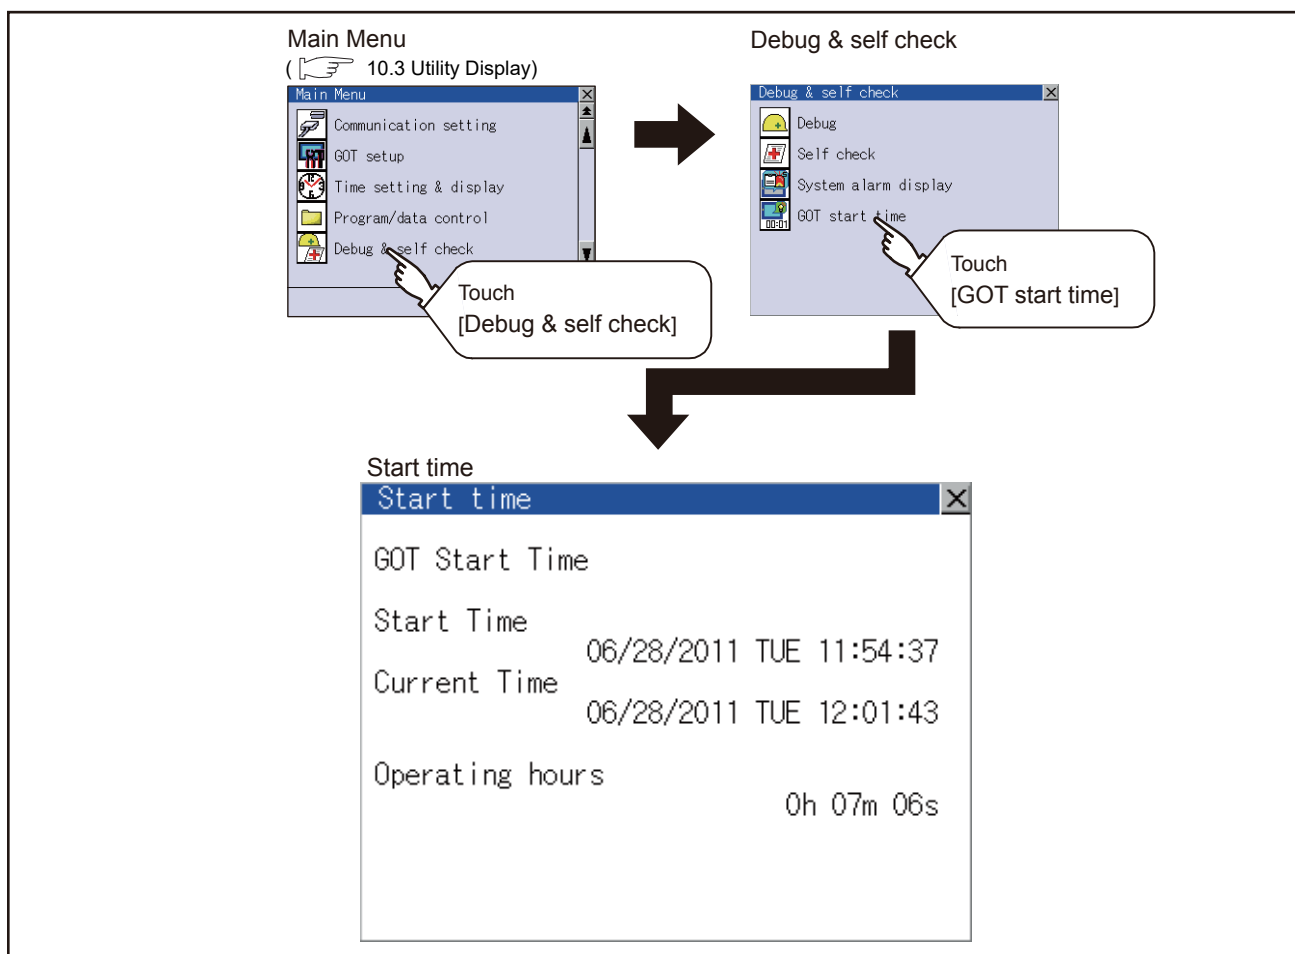 Main Menu
( 10.3 Utility Display)
Main Menu
Communication setting
GOT setup
Time setting & display
Program/data control
Debug & self check
Touch
[Debug & self check]
Debug & self check
Debug & self check
Debug
Self check
System alarm display
00:01
GOT start time
Touch
[GOT start time]
Start time
Start time
GOT Start Time
Start Time
06/28/2011 TUE 11:54:37
Current Time
06/28/2011 TUE 12:01:43
Operating hours
0h 07m 06s